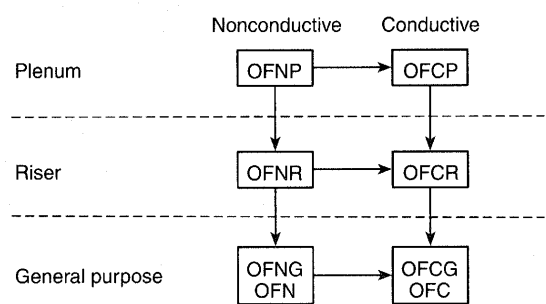 Nonconductive Conductive
Plenum OFNP OFCP
Riser OFNR OFCR
OFNG OFCG
General purpose OFN OFC